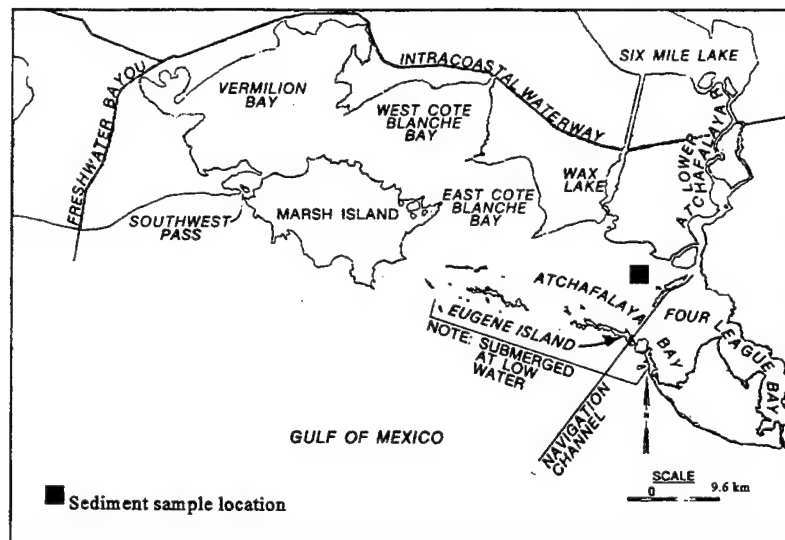 SIX MILE LAKE
INTRACOASTAL WATERWAY
VERMILION
BAY
FRESHWATER BAYOU
WEST COTE
BLANCHE
BAY
LOWER
ATCHAFALAYA R
WAX
LAKE
EAST COTE
BLANCHE
BAY
MARSH ISLAND
SOUTHWEST
PASS
ATCHAFALAYA
BAY
EUGENE ISLAND
FOUR LEAGUE
BAY
NOTE: SUBMERGED
AT LOW
WATER
NAVIGATION
CHANNEL
GULF OF MEXICO
SCALE
0 9.6 km
Sediment sample location